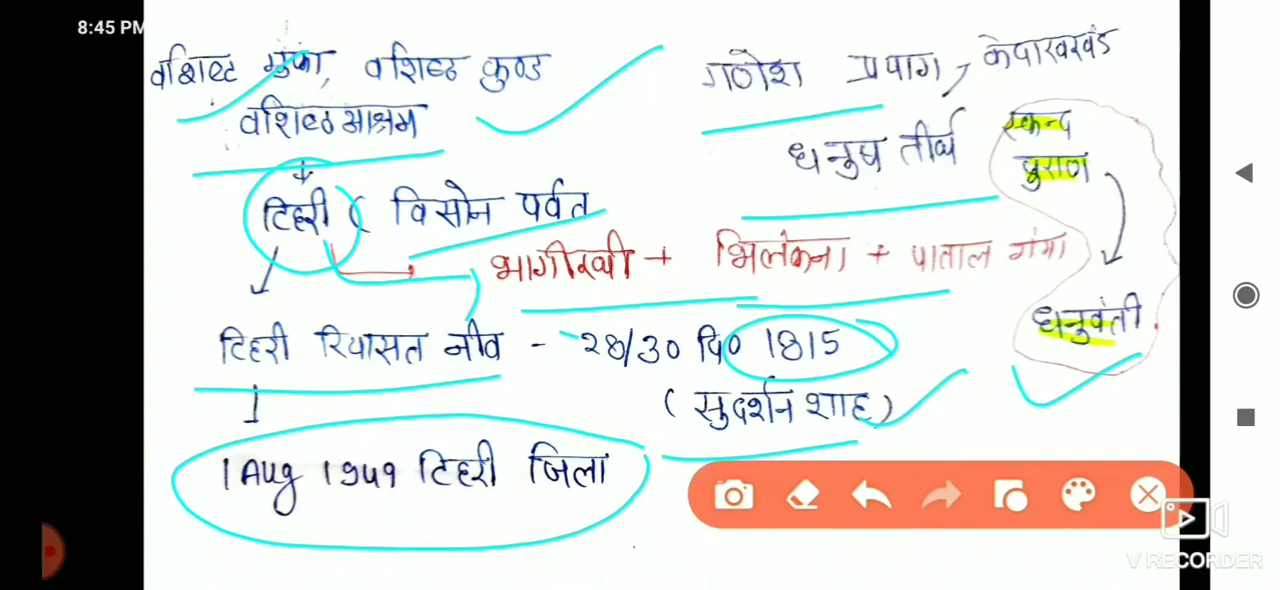 8:45 PM
वशिष्ट गुफा, वशिष्ठ कुण्ड
वशिष्ठ आश्रम
गणेश प्रयाग, केदारखण्ड
धनुष तीर्थ
स्कन्द
पुराण
टिहरी ( विसोन पर्वत
भागीरथी + भिलंगना + पाताल गंगा
धनुवंती
टिहरी रियासत नीव - 28/30 दि० 1815
( सुदर्शन शाह )
1 Aug 1949 टिहरी जिला
V RECORDER